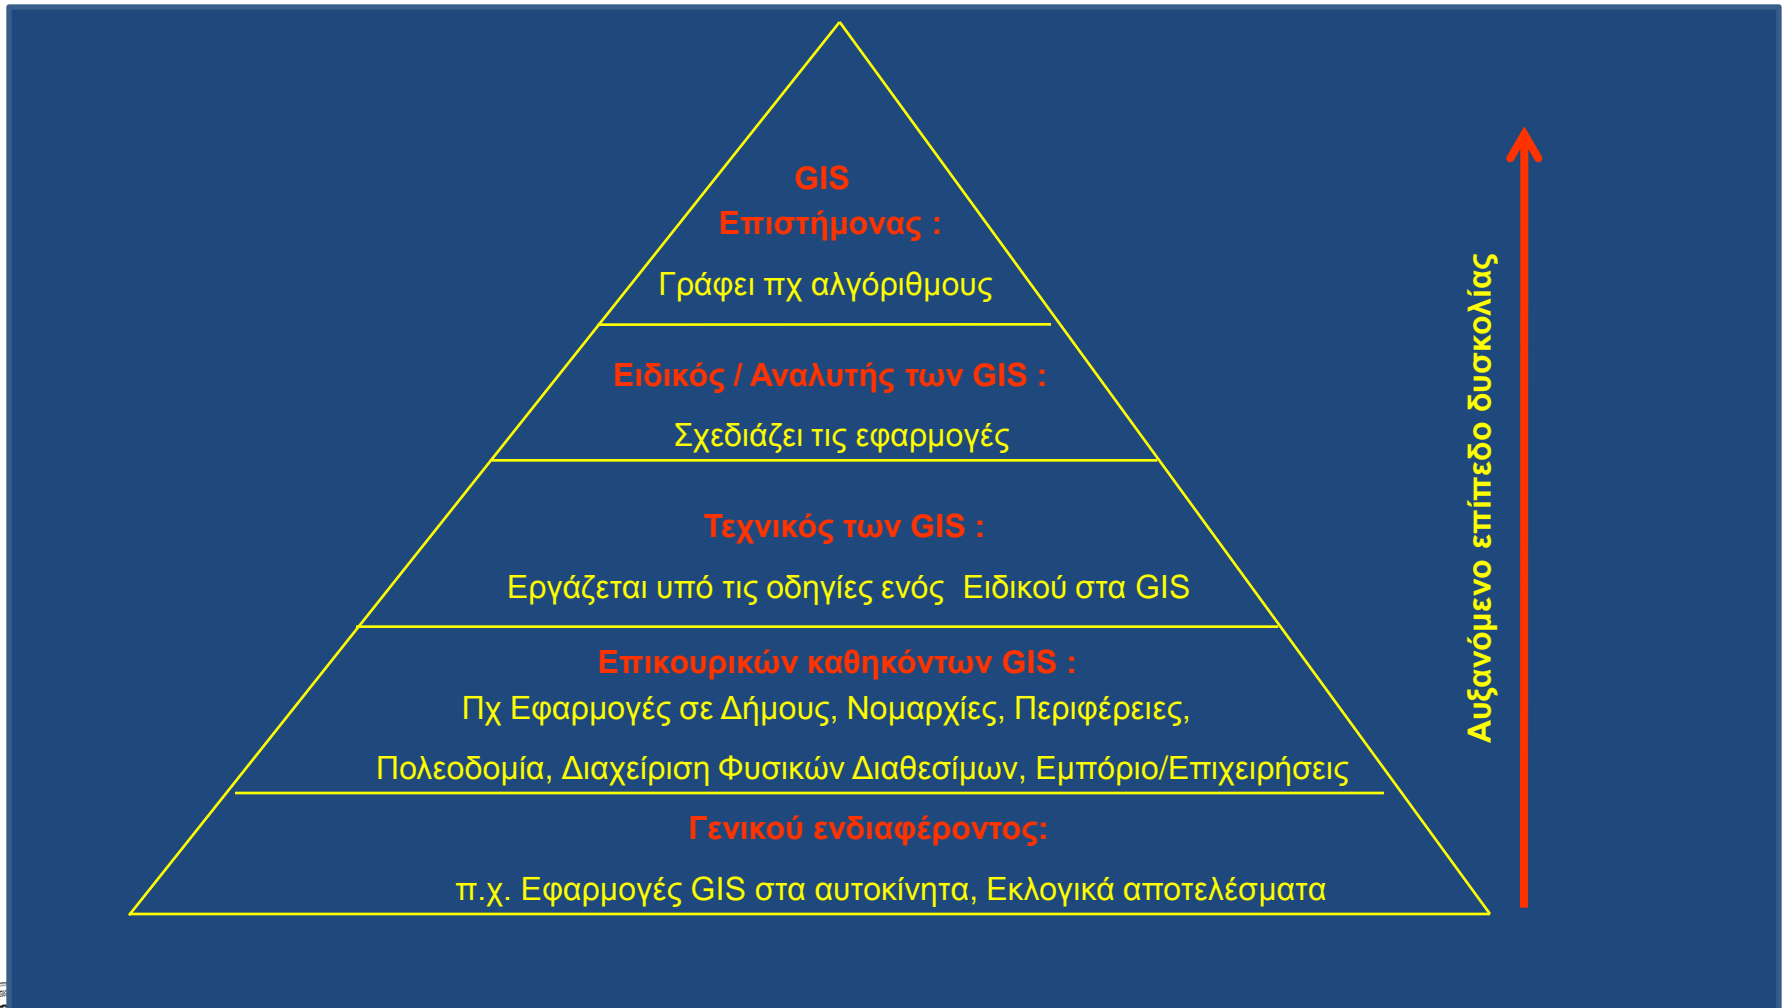 GIS
Επιστήμονας :
Γράφει πχ αλγόριθμους
Ειδικός / Αναλυτής των GIS :
Σχεδιάζει τις εφαρμογές
Τεχνικός των GIS :
Εργάζεται υπό τις οδηγίες ενός Ειδικού στα GIS
Επικουρικών καθηκόντων GIS :
Πχ Εφαρμογές σε Δήμους, Νομαρχίες, Περιφέρειες,
Πολεοδομία, Διαχείριση Φυσικών Διαθεσίμων, Εμπόριο/Επιχειρήσεις
Γενικού ενδιαφέροντος:
π.χ. Εφαρμογές GIS στα αυτοκίνητα, Εκλογικά αποτελέσματα
Αυξανόμενο επίπεδο δυσκολίας